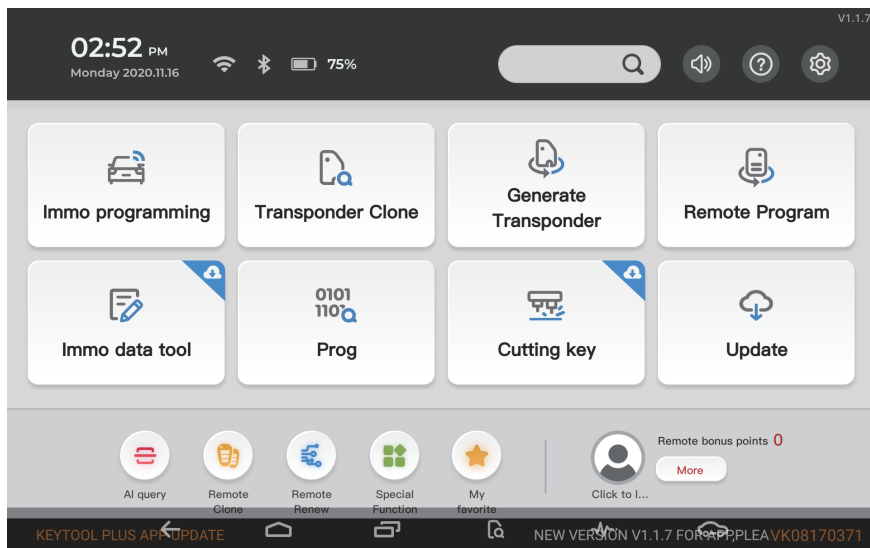 V1.1.7
02:52 PM
Monday 2020.11.16
75%
Immo programming
Transponder Clone
Generate
Transponder
Remote Program
Immo data tool
0101
110
Prog
Cutting key
Update
AI query
Remote
Clone
Remote
Renew
Special
Function
My
favorite
Click to l...
Remote bonus points 0
More
KEYTOOL PLUS APP UPDATE
NEW VERSION V1.1.7 FOR APP,PLEA
VK08170371